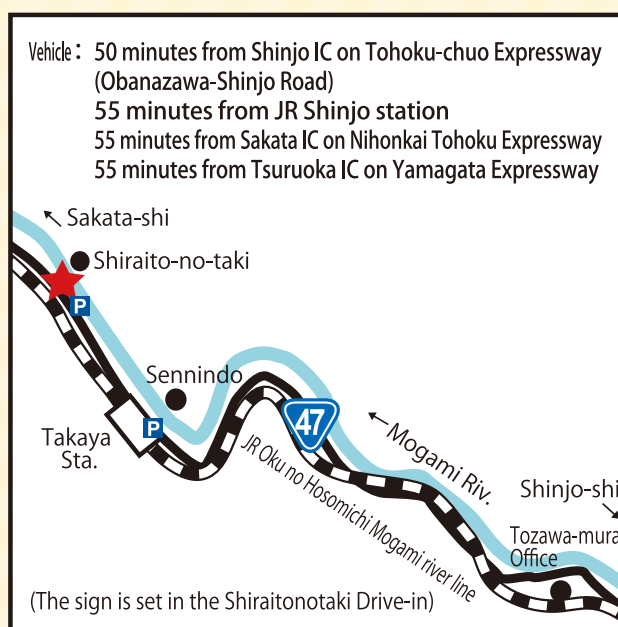 Vehicle : 50 minutes from Shinjo IC on Tohoku-chuo Expressway
(Obanazawa-Shinjo Road)
55 minutes from JR Shinjo station
55 minutes from Sakata IC on Nihonkai Tohoku Expressway
55 minutes from Tsuruoka IC on Yamagata Expressway
Sakata-shi
Shiraito-no-taki
P
Sennindo
P
Takaya
Sta.
47
Mogami Riv.
JR Oku no Hosomichi Mogami river line
Shinjo-shi
Tozawa-mura
Office
(The sign is set in the Shiraitonotaki Drive-in)